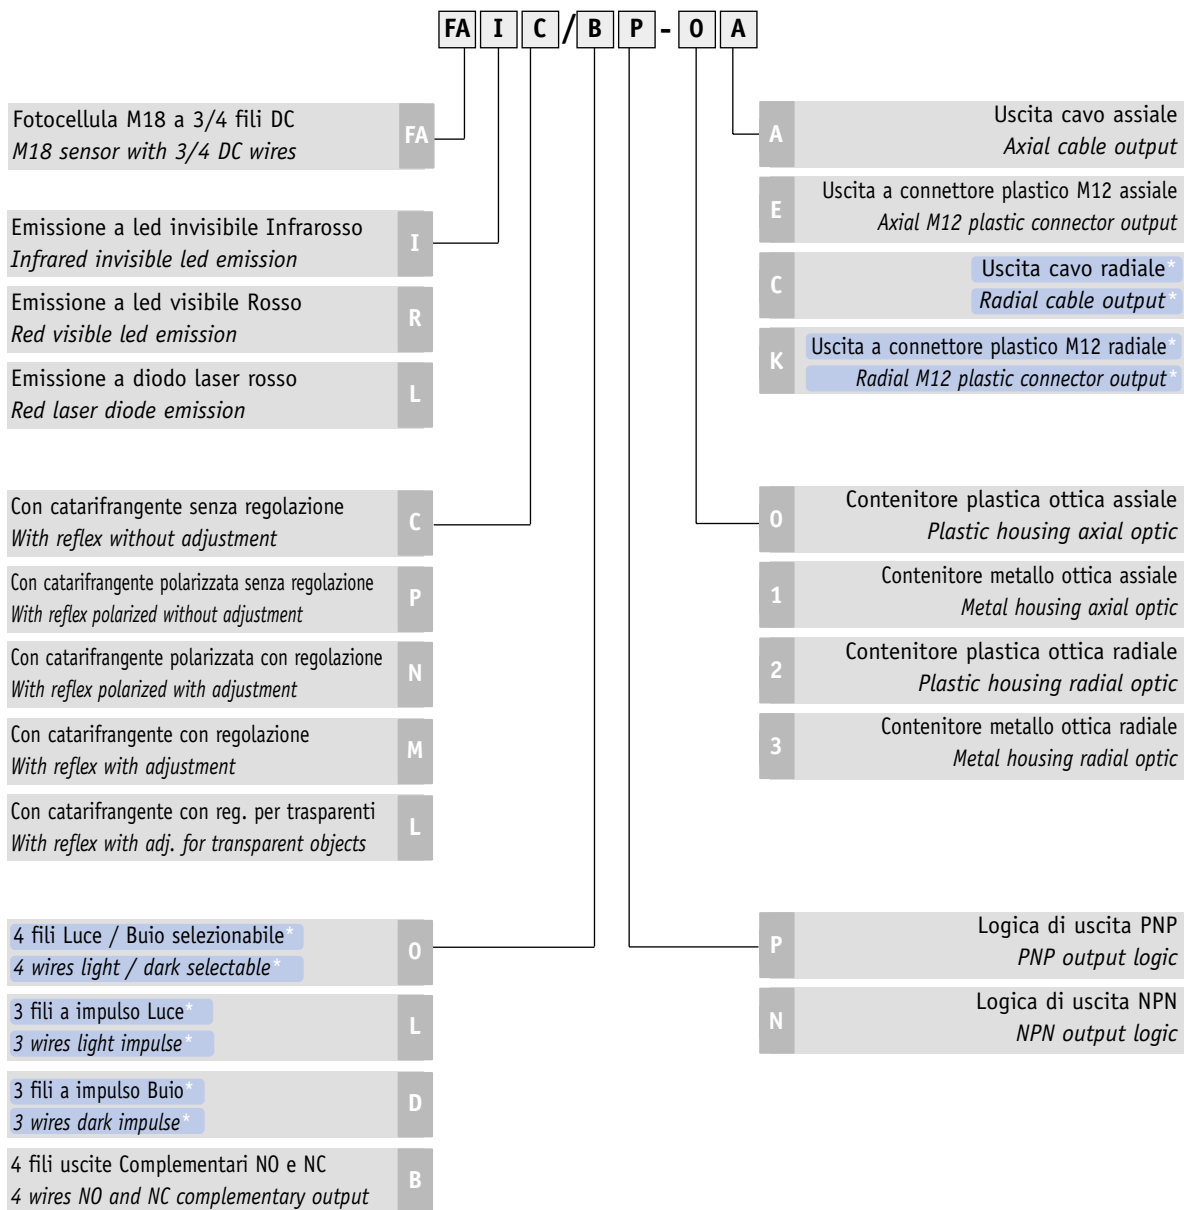 FA I C / B P - 0 A
Fotocellula M18 a 3/4 fili DC
M18 sensor with 3/4 DC wires
FA
Emissione a led invisibile Infrarosso
Infrared invisible led emission
I
Emissione a led visibile Rosso
Red visible led emission
R
Emissione a diodo laser rosso
Red laser diode emission
L
Con catarifrangente senza regolazione
With reflex without adjustment
C
Con catarifrangente polarizzata senza regolazione
With reflex polarized without adjustment
P
Con catarifrangente polarizzata con regolazione
With reflex polarized with adjustment
N
Con catarifrangente con regolazione
With reflex with adjustment
M
Con catarifrangente con reg. per trasparenti
With reflex with adj. for transparent objects
L
4 fili Luce / Buio selezionabile*
4 wires light / dark selectable*
0
3 fili a impulso Luce*
3 wires light impulse*
L
3 fili a impulso Buio*
3 wires dark impulse*
D
4 fili uscite Complementari NO e NC
4 wires NO and NC complementary output
B
A
Uscita cavo assiale
Axial cable output
E
Uscita a connettore plastico M12 assiale
Axial M12 plastic connector output
C
Uscita cavo radiale*
Radial cable output*
K
Uscita a connettore plastico M12 radiale*
Radial M12 plastic connector output*
0
Contenitore plastica ottica assiale
Plastic housing axial optic
1
Contenitore metallo ottica assiale
Metal housing axial optic
2
Contenitore plastica ottica radiale
Plastic housing radial optic
3
Contenitore metallo ottica radiale
Metal housing radial optic
P
Logica di uscita PNP
PNP output logic
N
Logica di uscita NPN
NPN output logic